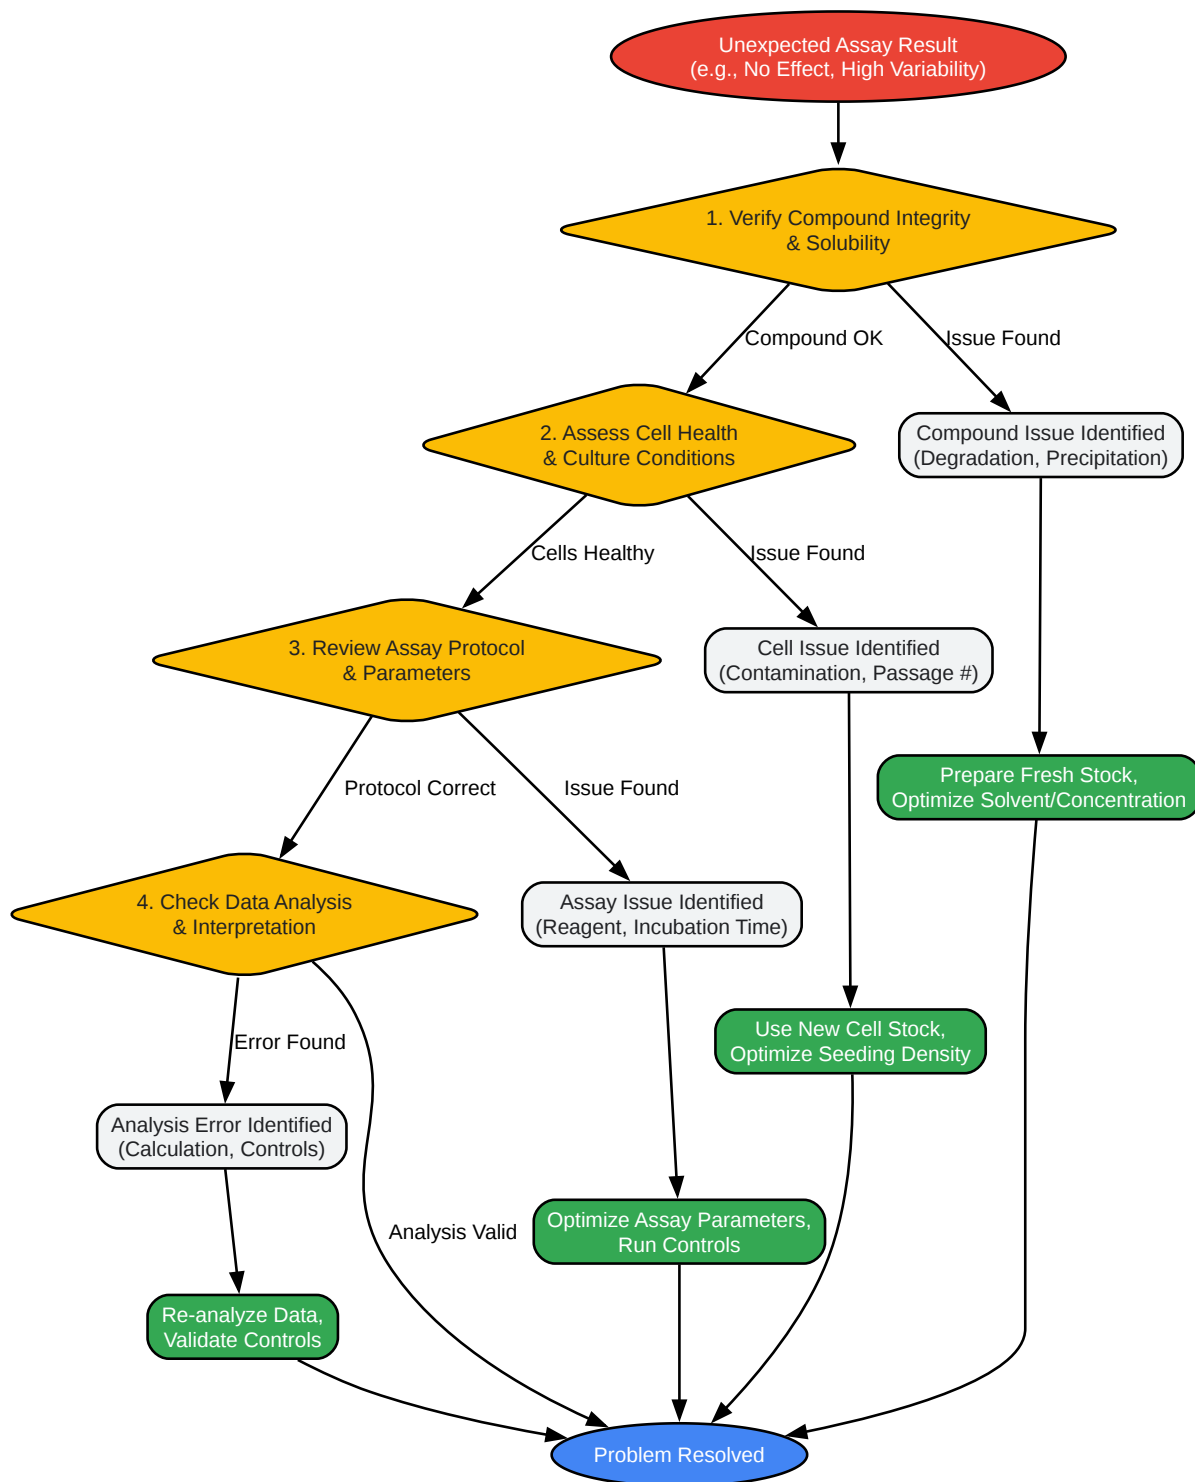 Unexpected Assay Result
(e.g., No Effect, High Variability)
1. Verify Compound Integrity
& Solubility
Compound OK
Issue Found
2. Assess Cell Health
& Culture Conditions
Compound Issue Identified
(Degradation, Precipitation)
Cells Healthy
Issue Found
3. Review Assay Protocol
& Parameters
Cell Issue Identified
(Contamination, Passage #)
Protocol Correct
Issue Found
Prepare Fresh Stock,
Optimize Solvent/Concentration
4. Check Data Analysis
& Interpretation
Assay Issue Identified
(Reagent, Incubation Time)
Error Found
Use New Cell Stock,
Optimize Seeding Density
Analysis Error Identified
(Calculation, Controls)
Analysis Valid
Optimize Assay Parameters,
Run Controls
Re-analyze Data,
Validate Controls
Problem Resolved